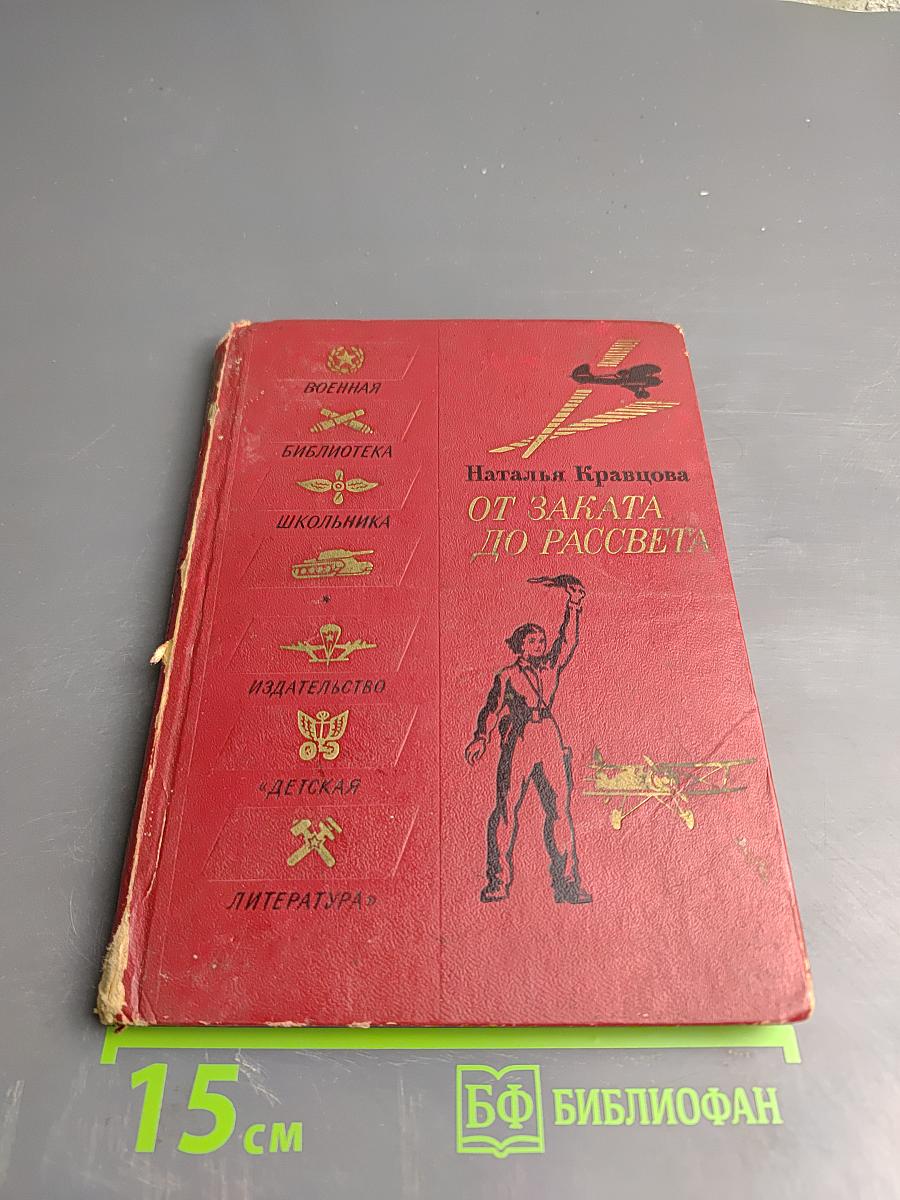 ВОЕННАЯ
БИБЛИОТЕКА
ШКОЛЬНИКА
ИЗДАТЕЛЬСТВО
«ДЕТСКАЯ
ЛИТЕРАТУРА»
Наталья Кравцова
ОТ ЗАКАТА
ДО РАССВЕТА
15 см
БФ БИБЛИОФАН